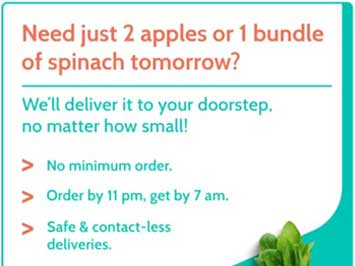 Need just 2 apples or 1 bundle
of spinach tomorrow?
We'll deliver it to your doorstep,
no matter how small!
> No minimum order.
> Order by 11 pm, get by 7 am.
> Safe & contact-less
deliveries.